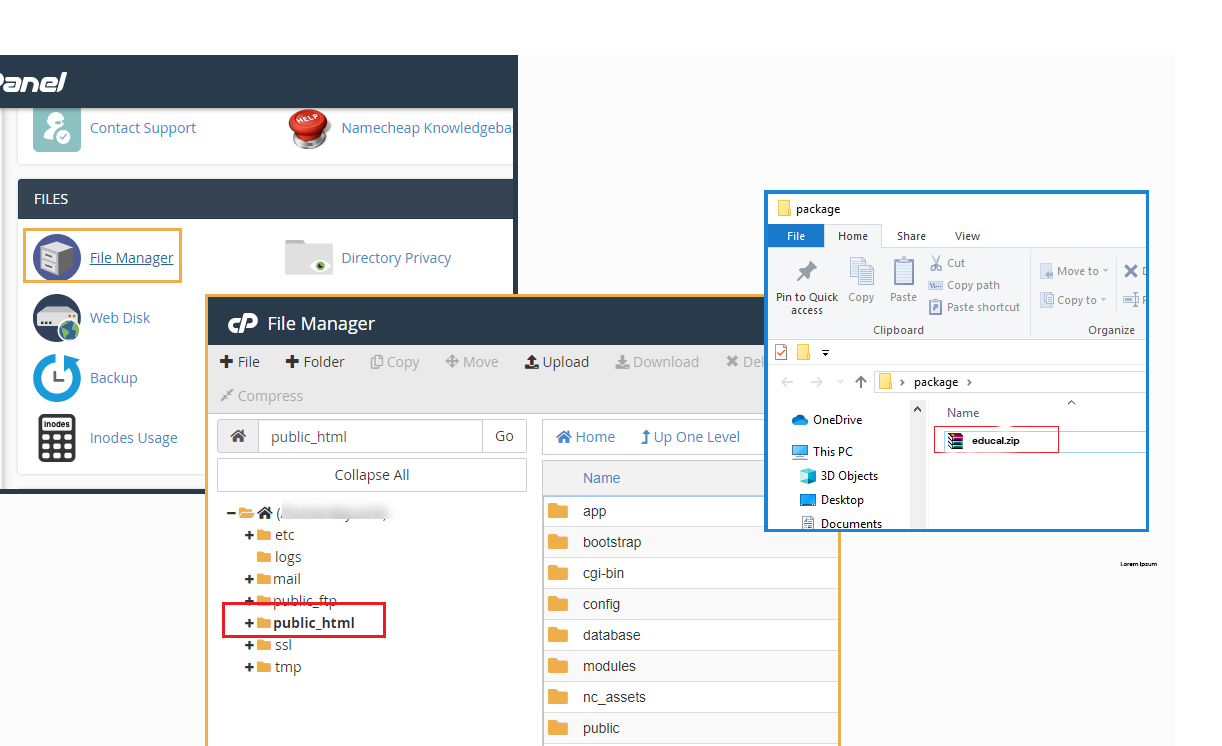 Panel
Contact Support
HELP
Namecheap Knowledgeba
FILES
File Manager
Directory Privacy
Web Disk
Backup
inodes
Inodes Usage
cP File Manager
File
Folder
Copy
Move
Upload
Download
Del
Compress
public_html
Go
Home
Up One Level
Collapse All
etc
logs
mail
public_ftp
public_html
ssl
tmp
Name
app
bootstrap
cgi-bin
config
database
modules
nc_assets
public
package
File
Home
Share
View
Pin to Quick
access
Copy
Paste
Cut
Copy path
Paste shortcut
Clipboard
Move to
Copy to
Organize
package
OneDrive
This PC
3D Objects
Desktop
Documents
Name
educal.zip
Lorem Ipsum